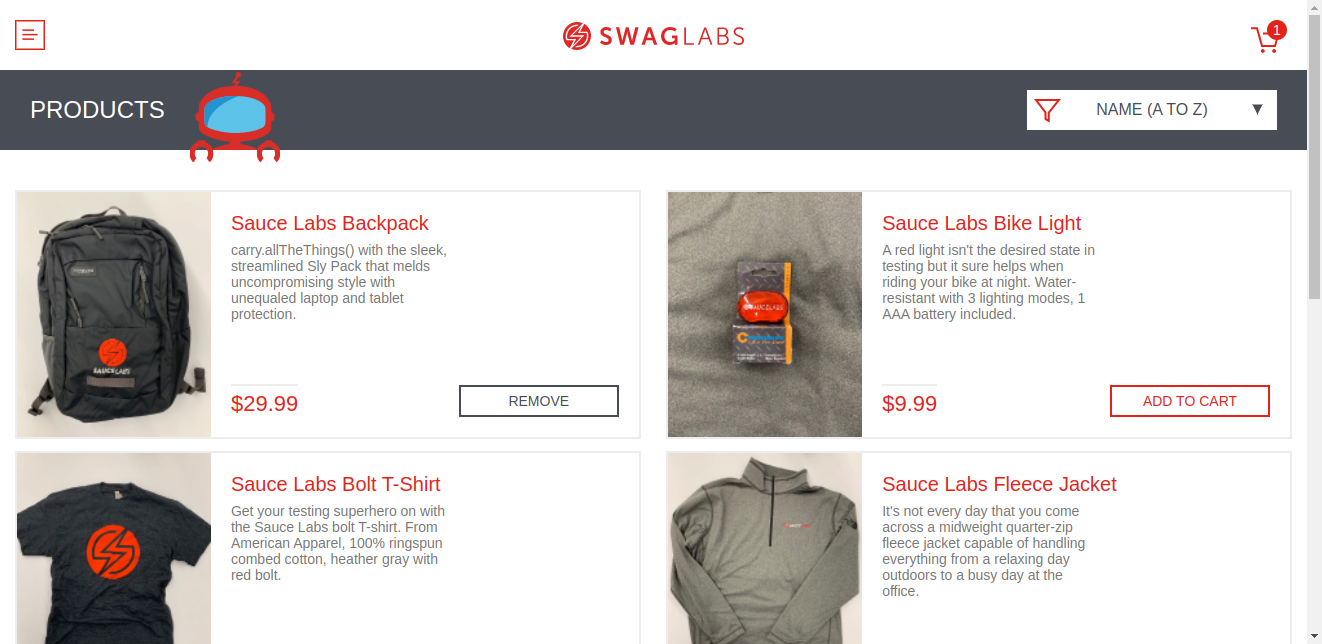 SWAGLABS
1
PRODUCTS
NAME (A TO Z) ▼
Sauce Labs Backpack
carry.allTheThings() with the sleek,
streamlined Sly Pack that melds
uncompromising style with
unequaled laptop and tablet
protection.
$29.99
REMOVE
SAUCELABS
Sauce Labs Bike Light
A red light isn't the desired state in
testing but it sure helps when
riding your bike at night. Water-
resistant with 3 lighting modes, 1
AAA battery included.
$9.99
ADD TO CART
SAUCELABS
Sauce Labs Bolt T-Shirt
Get your testing superhero on with
the Sauce Labs bolt T-shirt. From
American Apparel, 100% ringspun
combed cotton, heather gray with
red bolt.
Sauce Labs Fleece Jacket
It's not every day that you come
across a midweight quarter-zip
fleece jacket capable of handling
everything from a relaxing day
outdoors to a busy day at the
office.